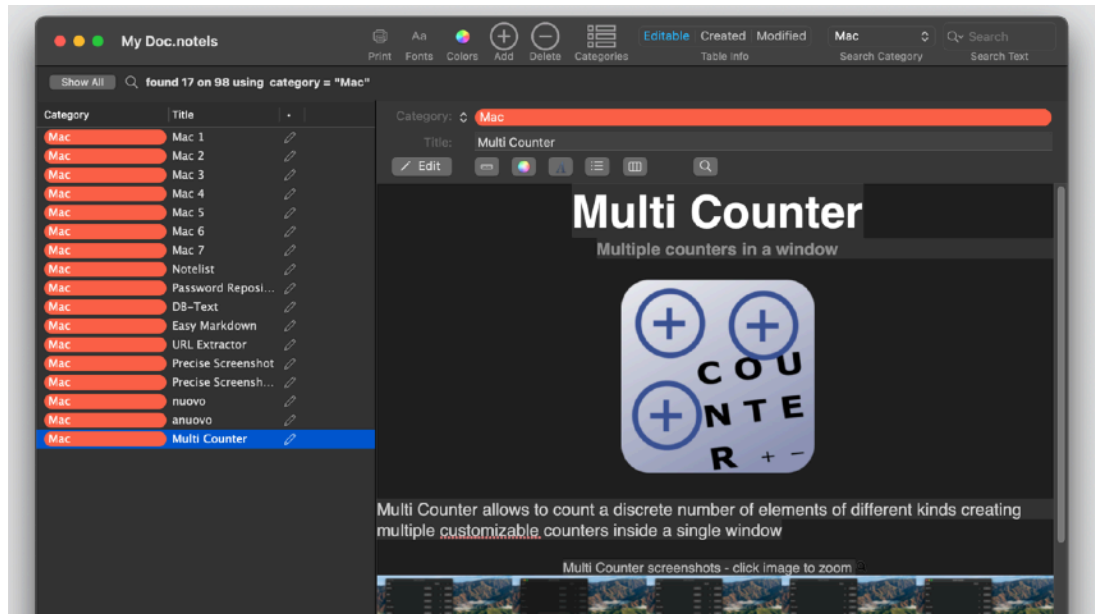 My Doc.notels
Print
Aa
Fonts
Colors
Add
Delete
Categories
Editable Created Modified
Table Info
Mac
Search Category
Search
Search Text
Show All found 17 on 98 using category = "Mac"
Category Title •
Mac Mac 1
Mac Mac 2
Mac Mac 3
Mac Mac 4
Mac Mac 5
Mac Mac 6
Mac Mac 7
Mac Notelist
Mac Password Reposi...
Mac DB-Text
Mac Easy Markdown
Mac URL Extractor
Mac Precise Screenshot
Mac Precise Screensh...
Mac nuovo
Mac anuovo
Mac Multi Counter
Category: Mac
Title: Multi Counter
Edit
Multi Counter
Multiple counters in a window
COU
NTE
R + −
Multi Counter allows to count a discrete number of elements of different kinds creating
multiple customizable counters inside a single window
Multi Counter screenshots - click image to zoom